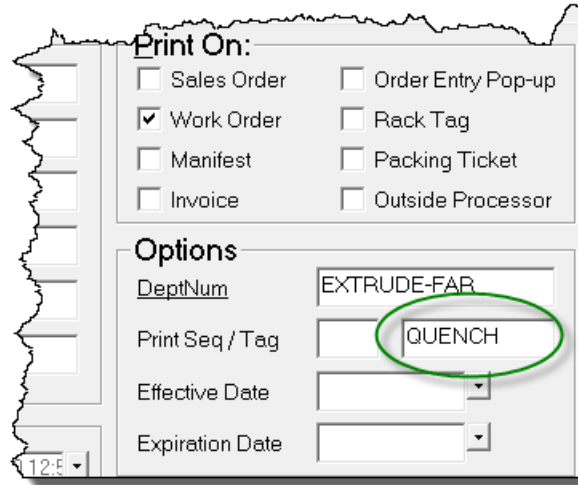 Print On:
Sales Order
Order Entry Pop-up
Work Order
Rack Tag
Manifest
Packing Ticket
Invoice
Outside Processor
Options
DeptNum
EXTRUDE-FAR
Print Seq / Tag
QUENCH
Effective Date
Expiration Date